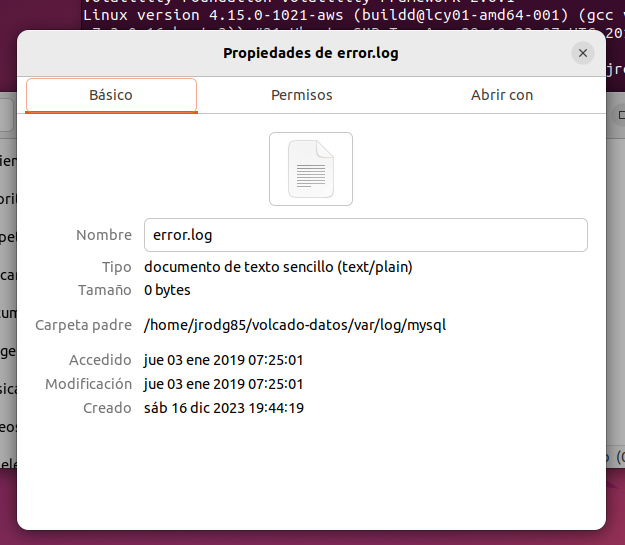 Linux version 4.15.0-1021-aws (buildd@lcy01-amd64-001) (gcc
Propiedades de error.log
Básico
Permisos
Abrir con
Nombre
error.log
Tipo documento de texto sencillo (text/plain)
Tamaño 0 bytes
Carpeta padre /home/jrodg85/volcado-datos/var/log/mysql
Accedido jue 03 ene 2019 07:25:01
Modificación jue 03 ene 2019 07:25:01
Creado sáb 16 dic 2023 19:44:19